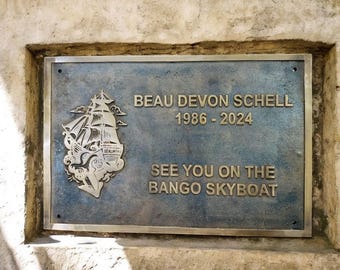 BEAU DEVON SCHELL
1986 - 2024
SEE YOU ON THE
BANGO SKYBOAT